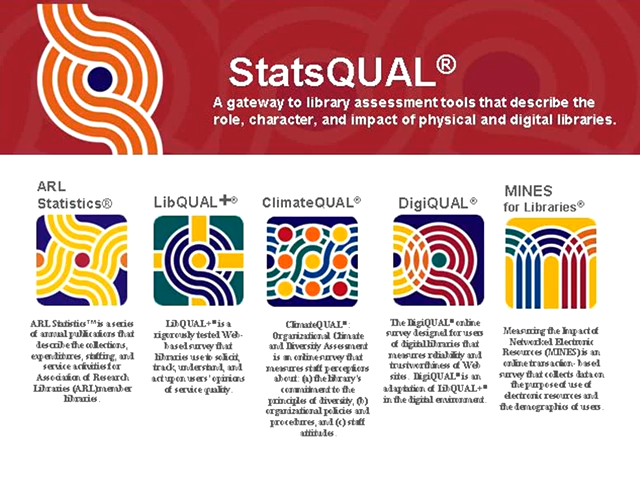 StatsQUAL®
A gateway to library assessment tools that describe the
role, character, and impact of physical and digital libraries.
ARL
Statistics®
ARL Statistics™ is a series
of annual publications that
describe the collections,
expenditures, staffing, and
service activities for
Association of Research
Libraries (ARL) member
libraries.
LibQUAL+®
LibQUAL+® is a
rigorously tested Web-
based survey that
libraries use to solicit,
track, understand, and
act upon users' opinions
of service quality.
ClimateQUAL®
ClimateQUAL® :
Organizational Climate
and Diversity Assessment
is an online survey that
measures staff perceptions
about: (a) the library's
commitment to the
principles of diversity, (b)
organizational policies and
procedures, and (c) staff
attitudes.
DigiQUAL®
The DigiQUAL® online
survey designed for users
of digital libraries that
measures reliability and
trustworthiness of Web
sites. DigiQUAL® is an
adaptation of LibQUAL+®
in the digital environment.
MINES
for Libraries®
Measuring the Impact of
Networked Electronic
Resources (MINES) is an
online transaction-based
survey that collects data on
the purpose of use of
electronic resources and
the demographics of users.